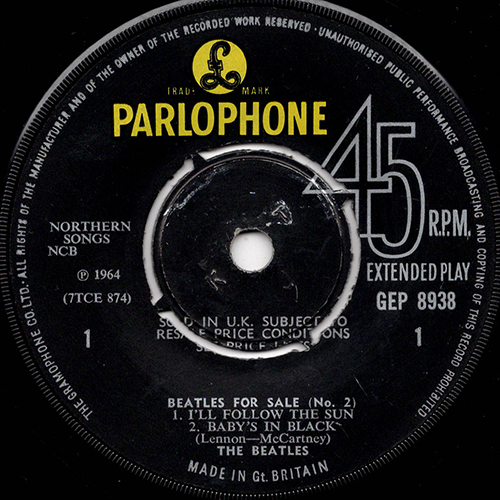 THE GRAMOPHONE CO.LTD. ALL RIGHTS OF THE MANUFACTURER AND OF THE OWNER OF THE RECORDED WORK RESERVED · UNAUTHORISED PUBLIC PERFORMANCE BROADCASTING AND COPYING OF THIS RECORD PROHIBITED
£
TRADE MARK
PARLOPHONE
45
R.P.M.
EXTENDED PLAY
GEP 8938
NORTHERN
SONGS
NCB
℗ 1964
(7TCE 874)
1
1
SOLD IN U.K. SUBJECT TO
RESALE PRICE CONDITIONS
SEE PRICE LISTS
BEATLES FOR SALE (No. 2)
1. I'LL FOLLOW THE SUN
2. BABY'S IN BLACK
(Lennon—McCartney)
THE BEATLES
MADE IN Gt. BRITAIN